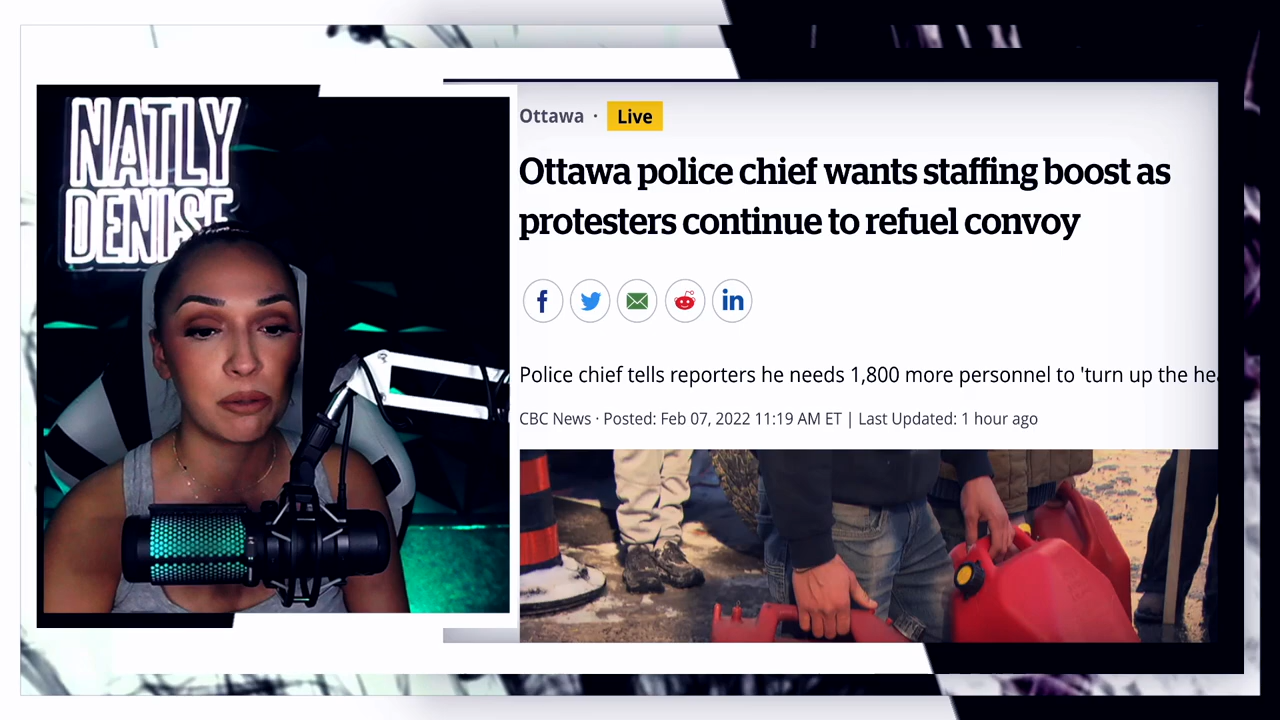 NATLY
DENISE
Ottawa · Live
Ottawa police chief wants staffing boost as
protesters continue to refuel convoy
Police chief tells reporters he needs 1,800 more personnel to 'turn up the hea
CBC News · Posted: Feb 07, 2022 11:19 AM ET | Last Updated: 1 hour ago